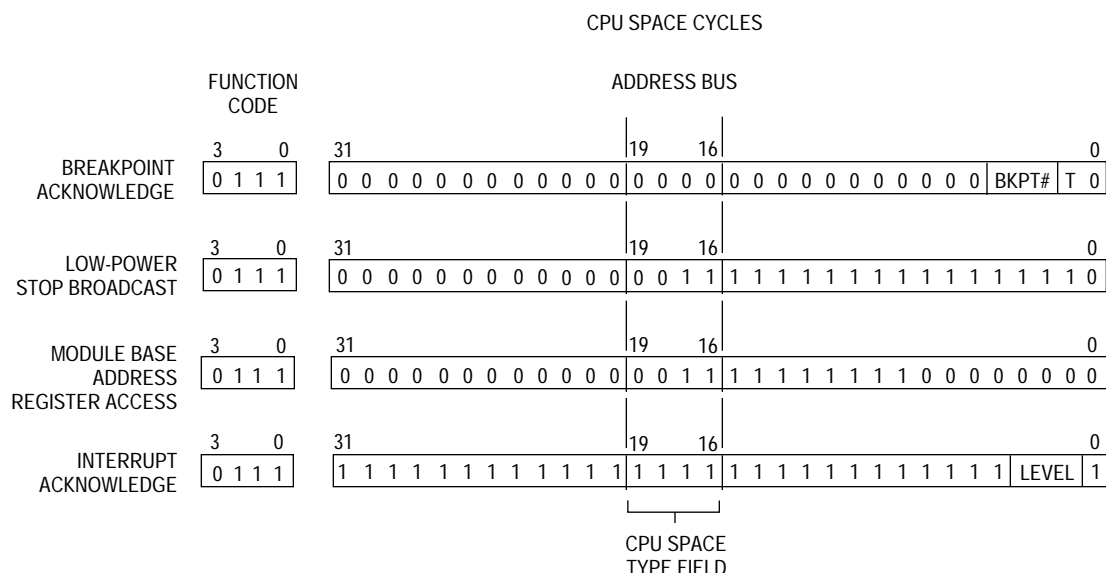 CPU SPACE CYCLES
FUNCTION
CODE
ADDRESS BUS
BREAKPOINT
ACKNOWLEDGE
3 0
0 1 1 1
31 19 16 0
0 0 0 0 0 0 0 0 0 0 0 0 0 0 0 0 0 0 0 0 0 0 0 0 0 0 0 BKPT# T 0
LOW-POWER
STOP BROADCAST
3 0
0 1 1 1
31 19 16 0
0 0 0 0 0 0 0 0 0 0 0 0 0 0 1 1 1 1 1 1 1 1 1 1 1 1 1 1 1 1 1 0
MODULE BASE
ADDRESS
REGISTER ACCESS
3 0
0 1 1 1
31 19 16 0
0 0 0 0 0 0 0 0 0 0 0 0 0 0 1 1 1 1 1 1 1 1 1 1 0 0 0 0 0 0 0 0
INTERRUPT
ACKNOWLEDGE
3 0
0 1 1 1
31 19 16 0
1 1 1 1 1 1 1 1 1 1 1 1 1 1 1 1 1 1 1 1 1 1 1 1 1 1 1 1 LEVEL 1
CPU SPACE
TYPE FIELD